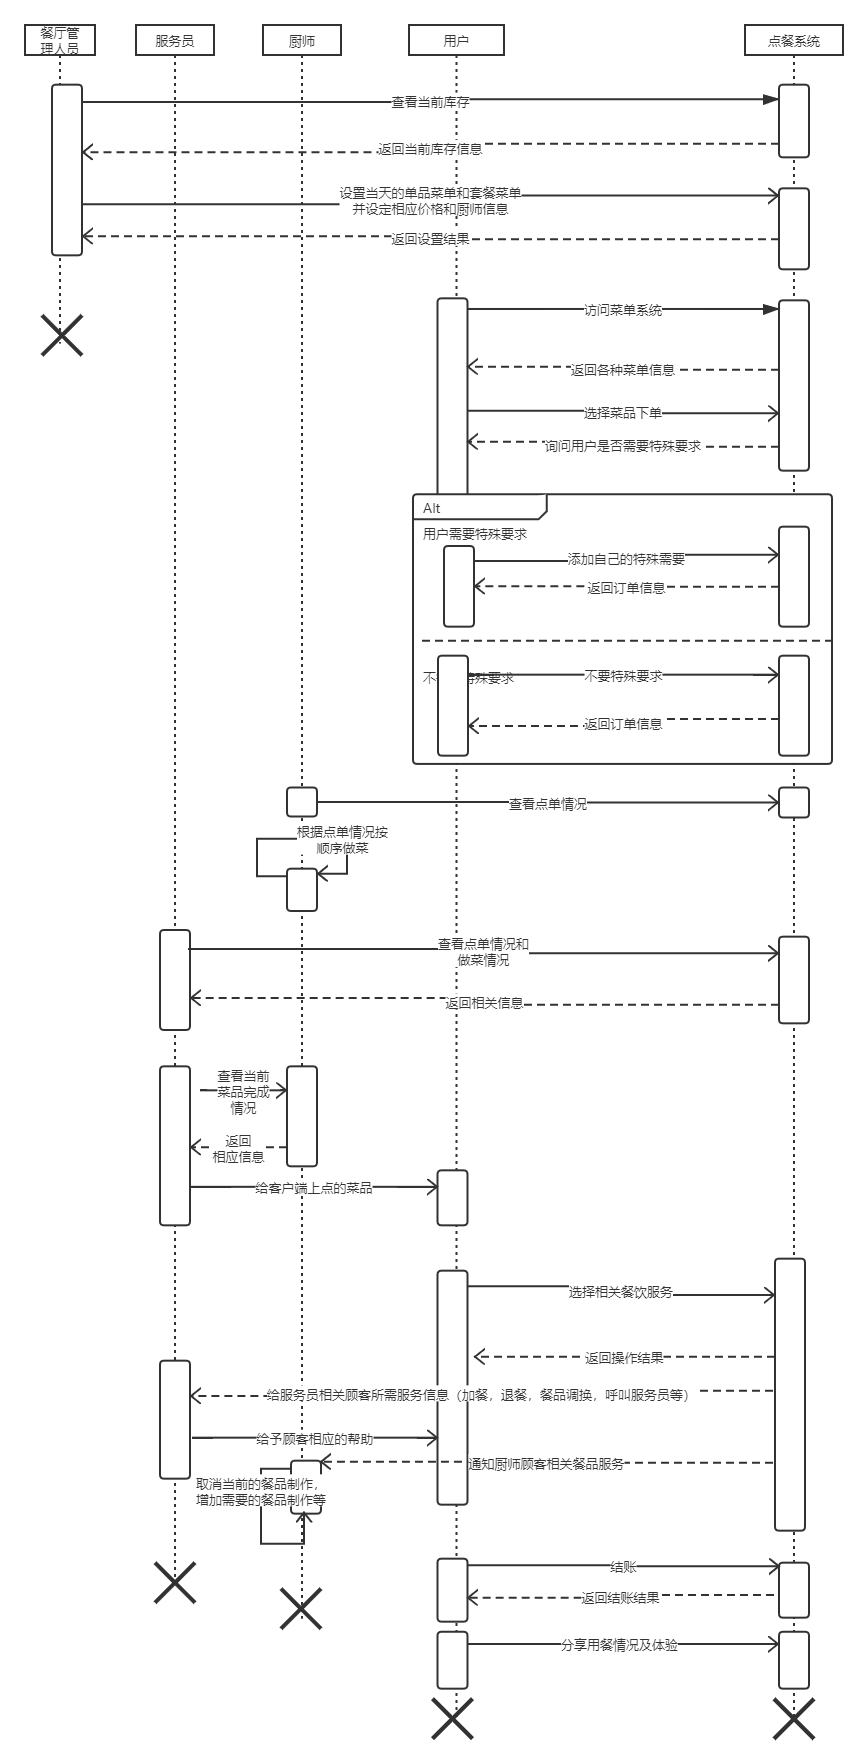 餐厅管
理人员
服务员
厨师
用户
点餐系统
查看当前库存
返回当前库存信息
设置当天的单品菜单和套餐菜单
并设定相应价格和厨师信息
返回设置结果
访问菜单系统
返回各种菜单信息
选择菜品下单
询问用户是否需要特殊要求
Alt
用户需要特殊要求
添加自己的特殊需要
返回订单信息
不
特殊要求
不要特殊要求
返回订单信息
查看点单情况
根据点单情况按
顺序做菜
查看点单情况和
做菜情况
返回相关信息
查看当前
菜品完成
情况
返回
相应信息
给客户端上点的菜品
选择相关餐饮服务
返回操作结果
给服务员相关顾客所需服务信息（加餐，退餐，餐品调换，呼叫服务员等）
给予顾客相应的帮助
通知厨师顾客相关餐品服务
取消当前的餐品制作，
增加需要的餐品制作等
结账
返回结账结果
分享用餐情况及体验